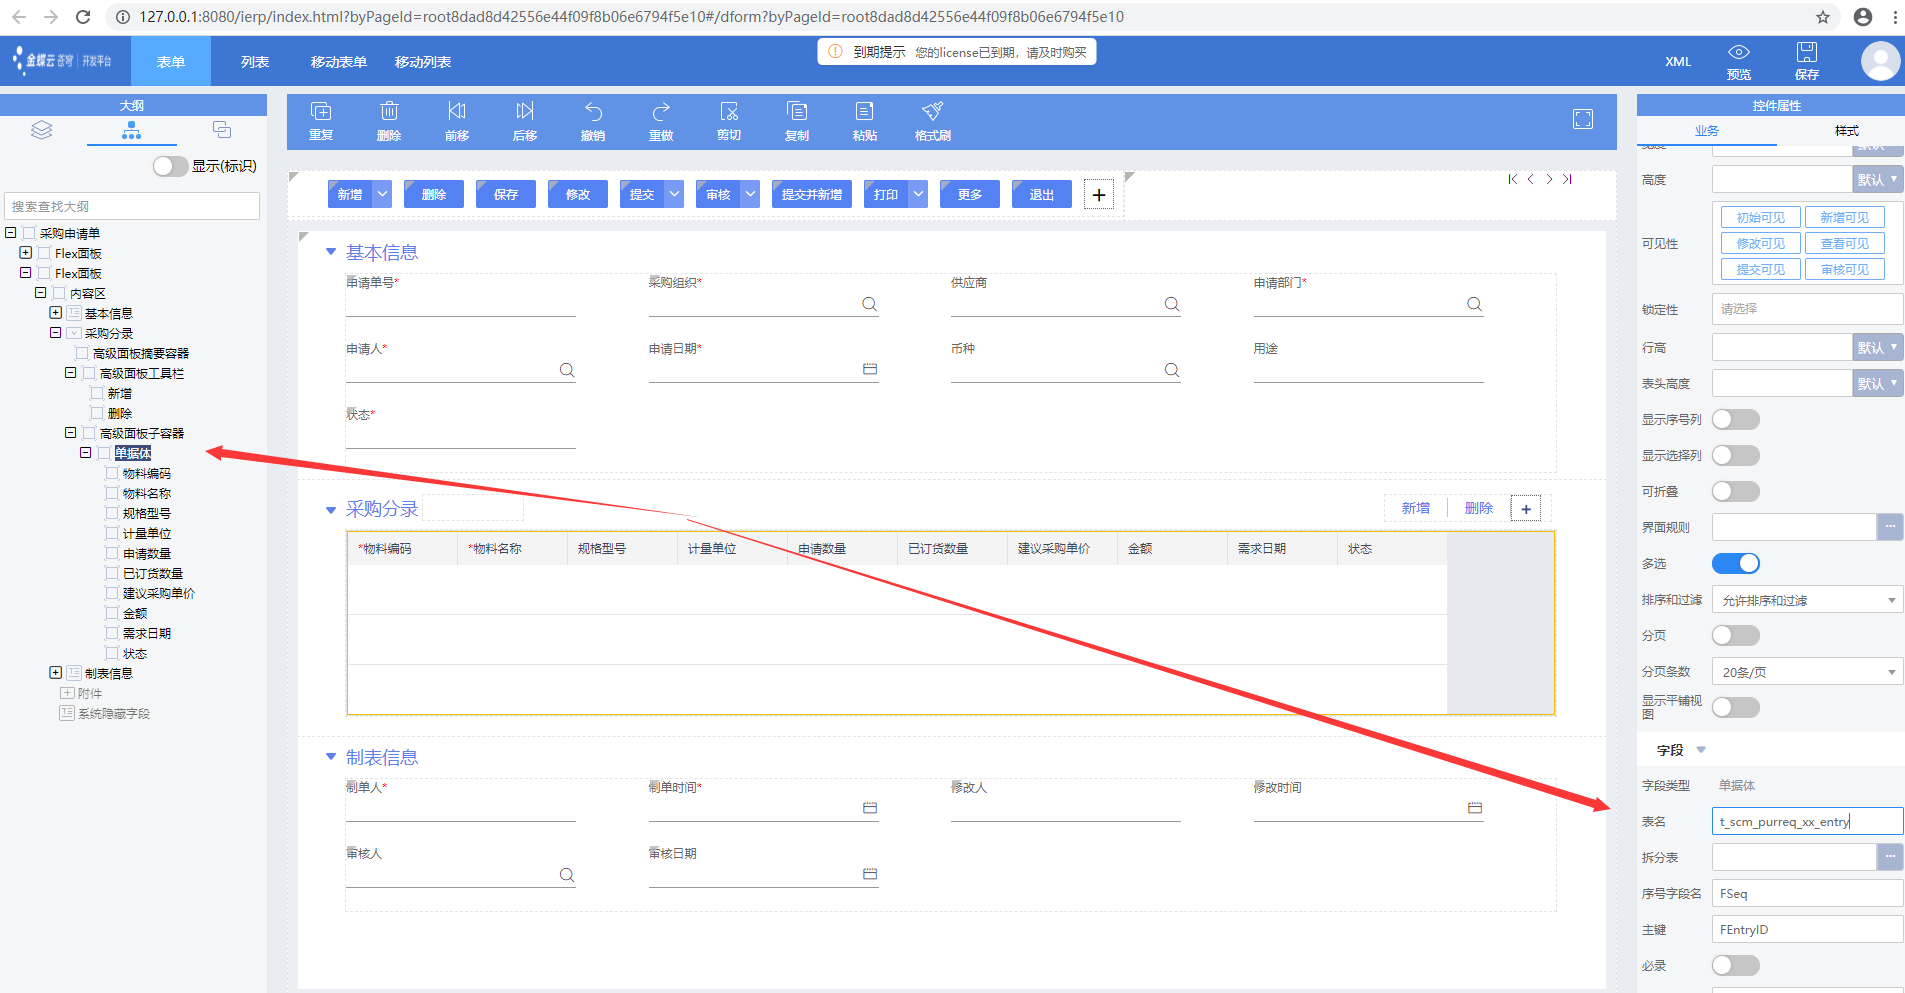 127.0.0.1:8080/ierp/index.html?byPageId=root8dad8d42556e44f09f8b06e6794f5e10#/dform?byPageId=root8dad8d42556e44f09f8b06e6794f5e10
金蝶云 苍穹 | 开发平台
表单
列表
移动表单
移动列表
到期提示 您的license已到期，请及时购买
XML
预览
保存
大纲
显示(标识)
搜索查找大纲
采购申请单
Flex面板
Flex面板
内容区
基本信息
采购分录
高级面板摘要容器
高级面板工具栏
新增
删除
高级面板子容器
单据体
物料编码
物料名称
规格型号
计量单位
申请数量
已订货数量
建议采购单价
金额
需求日期
状态
制表信息
附件
系统隐藏字段
重复
删除
前移
后移
撤销
重做
剪切
复制
粘贴
格式刷
新增
删除
保存
修改
提交
审核
提交并新增
打印
更多
退出
基本信息
申请单号*
采购组织*
供应商
申请部门*
申请人*
申请日期*
币种
用途
状态*
采购分录
新增
删除
*物料编码
*物料名称
规格型号
计量单位
申请数量
已订货数量
建议采购单价
金额
需求日期
状态
制表信息
制单人*
制单时间*
修改人
修改时间
审核人
审核日期
控件属性
业务
样式
宽度
默认
高度
默认
可见性
初始可见
新增可见
修改可见
查看可见
提交可见
审核可见
锁定性
请选择
行高
默认
表头高度
默认
显示序号列
显示选择列
可折叠
界面规则
多选
排序和过滤
允许排序和过滤
分页
分页条数
20条/页
显示平铺视
图
字段
字段类型
单据体
表名
t_scm_purreq_xx_entry
拆分表
序号字段名
FSeq
主键
FEntryID
必录